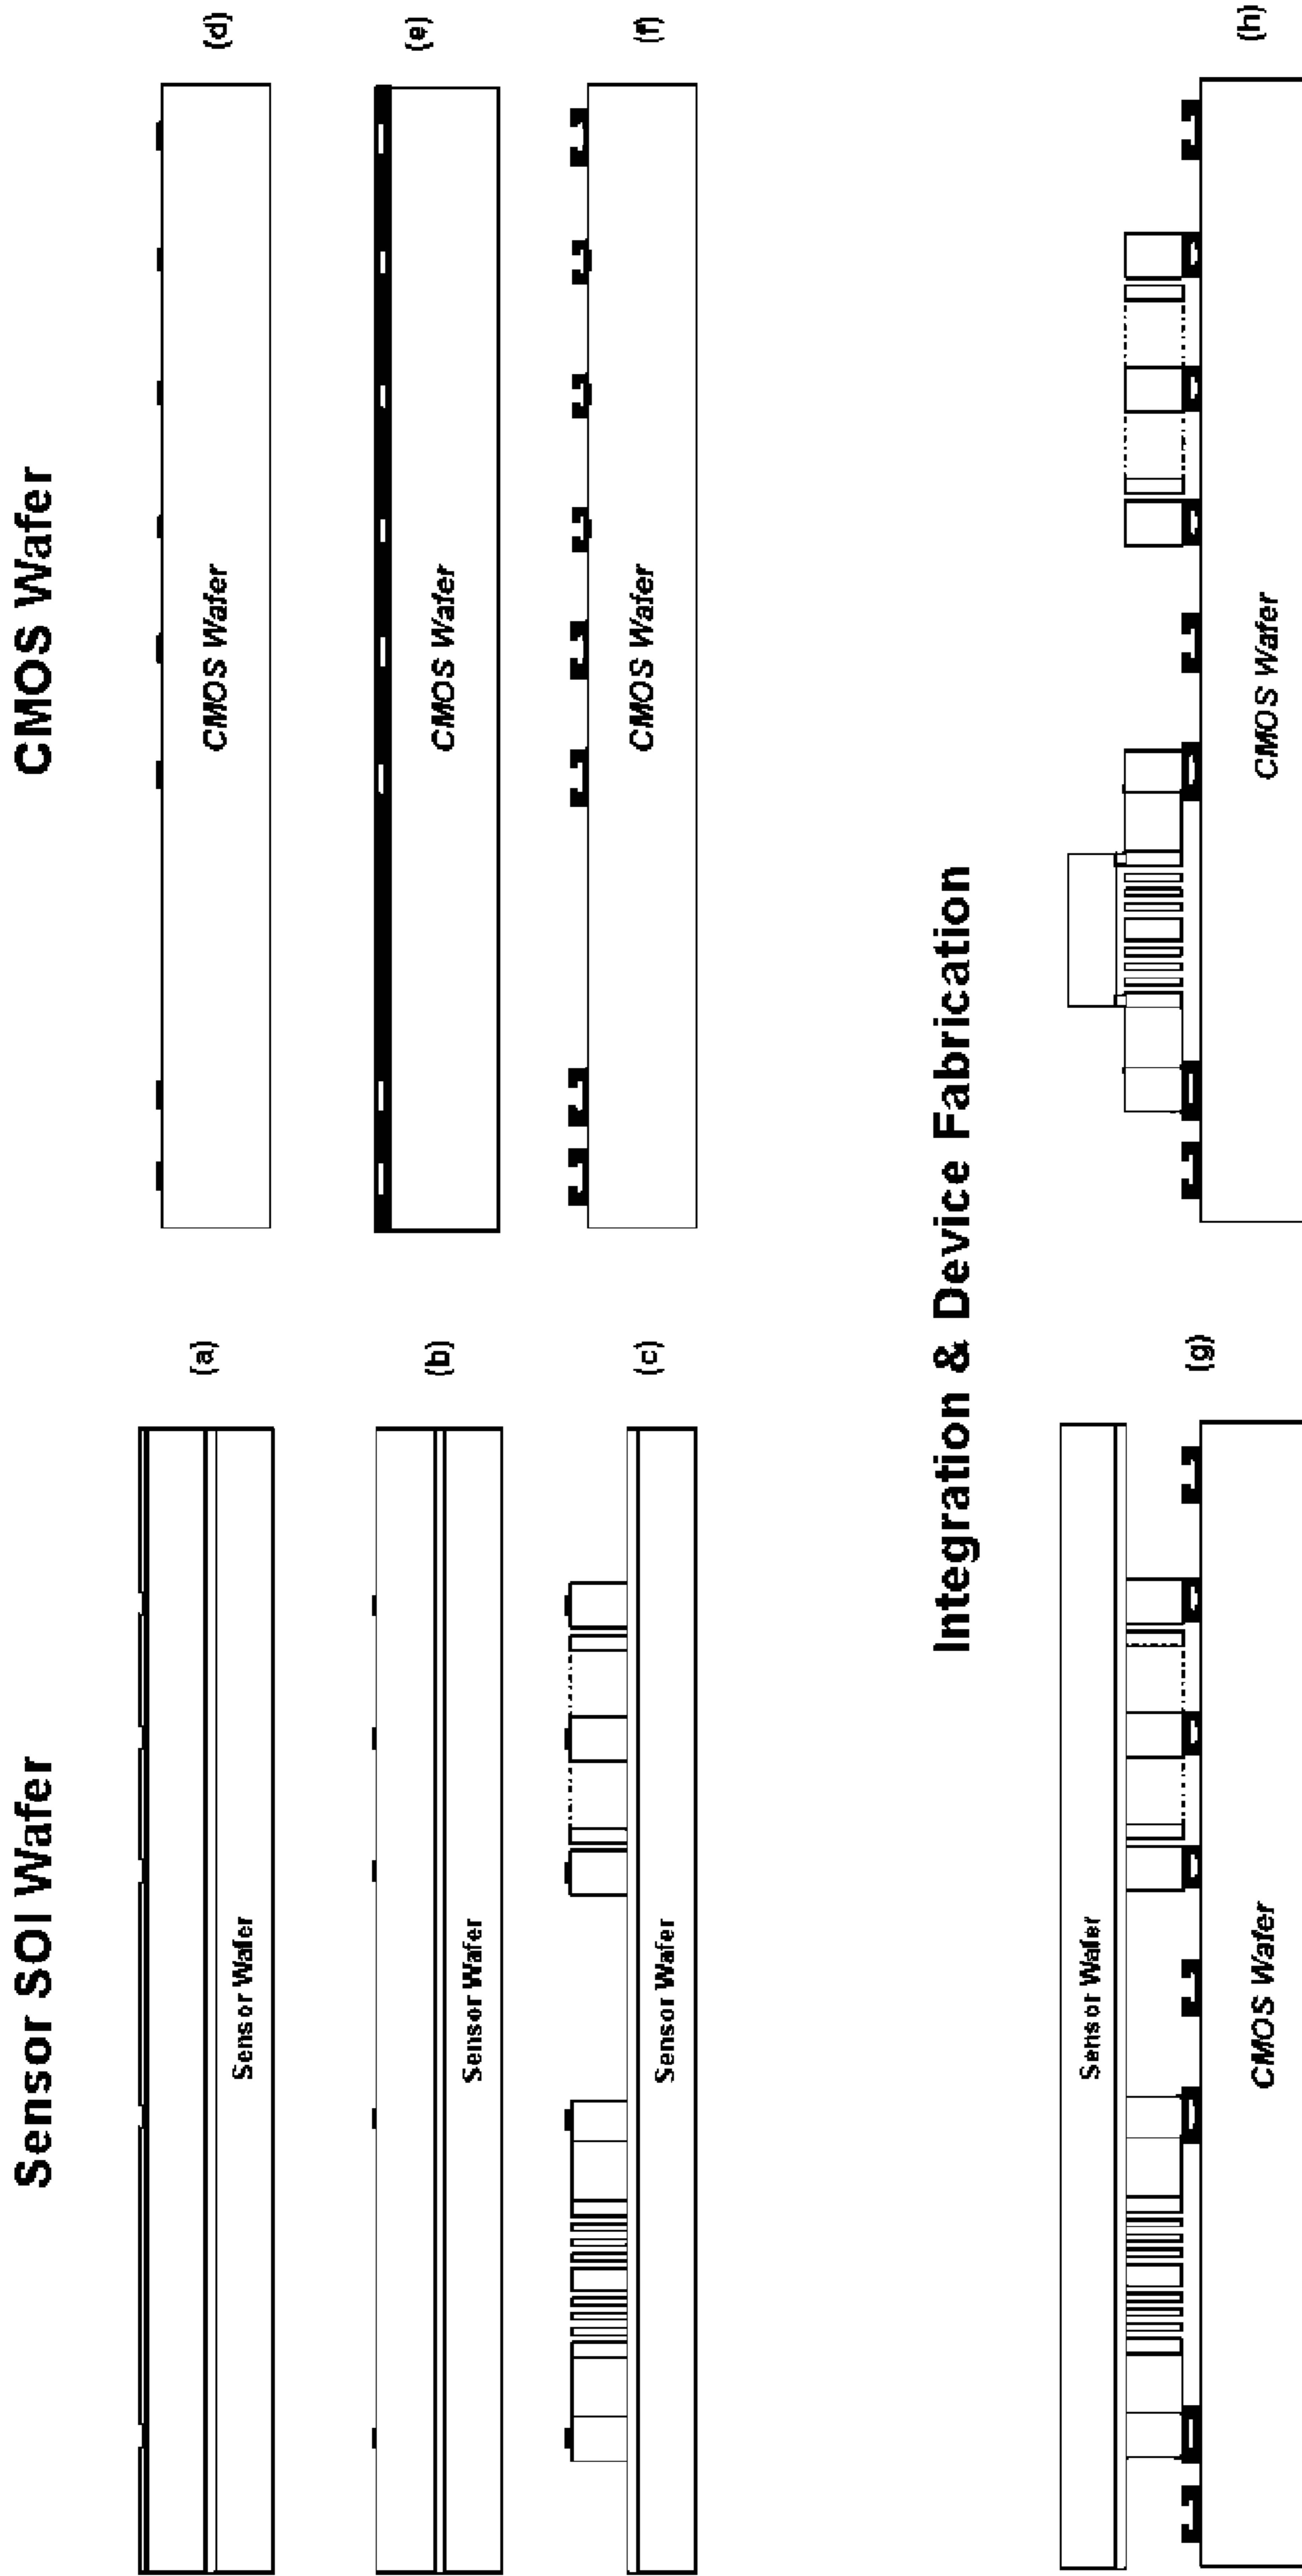 Sensor SOI Wafer
CMOS Wafer
Sensor Wafer
(a)
CMOS Wafer
(d)
Sensor Wafer
(b)
CMOS Wafer
(e)
Sensor Wafer
(c)
CMOS Wafer
(f)
Integration & Device Fabrication
Sensor Wafer
CMOS Wafer
(g)
CMOS Wafer
(h)